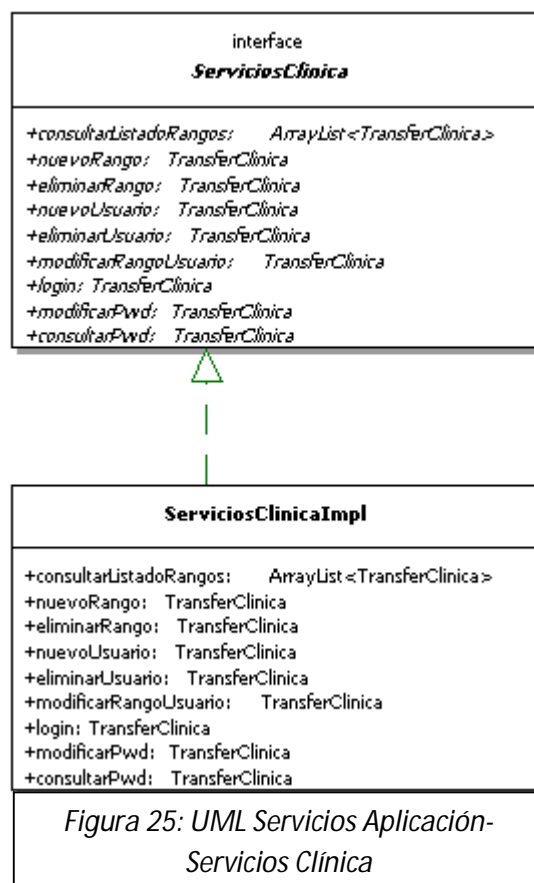 interface
ServiciosClinica
+consultarListadoRangos: ArrayList<TransferClinica>
+nuevoRango: TransferClinica
+eliminarRango: TransferClinica
+nuevoUsuario: TransferClinica
+eliminarUsuario: TransferClinica
+modificarRangoUsuario: TransferClinica
+login: TransferClinica
+modificarPwd: TransferClinica
+consultarPwd: TransferClinica
ServiciosClinicaImpl
+consultarListadoRangos: ArrayList<TransferClinica>
+nuevoRango: TransferClinica
+eliminarRango: TransferClinica
+nuevoUsuario: TransferClinica
+eliminarUsuario: TransferClinica
+modificarRangoUsuario: TransferClinica
+login: TransferClinica
+modificarPwd: TransferClinica
+consultarPwd: TransferClinica
Figura 25: UML Servicios Aplicación-
Servicios Clínica